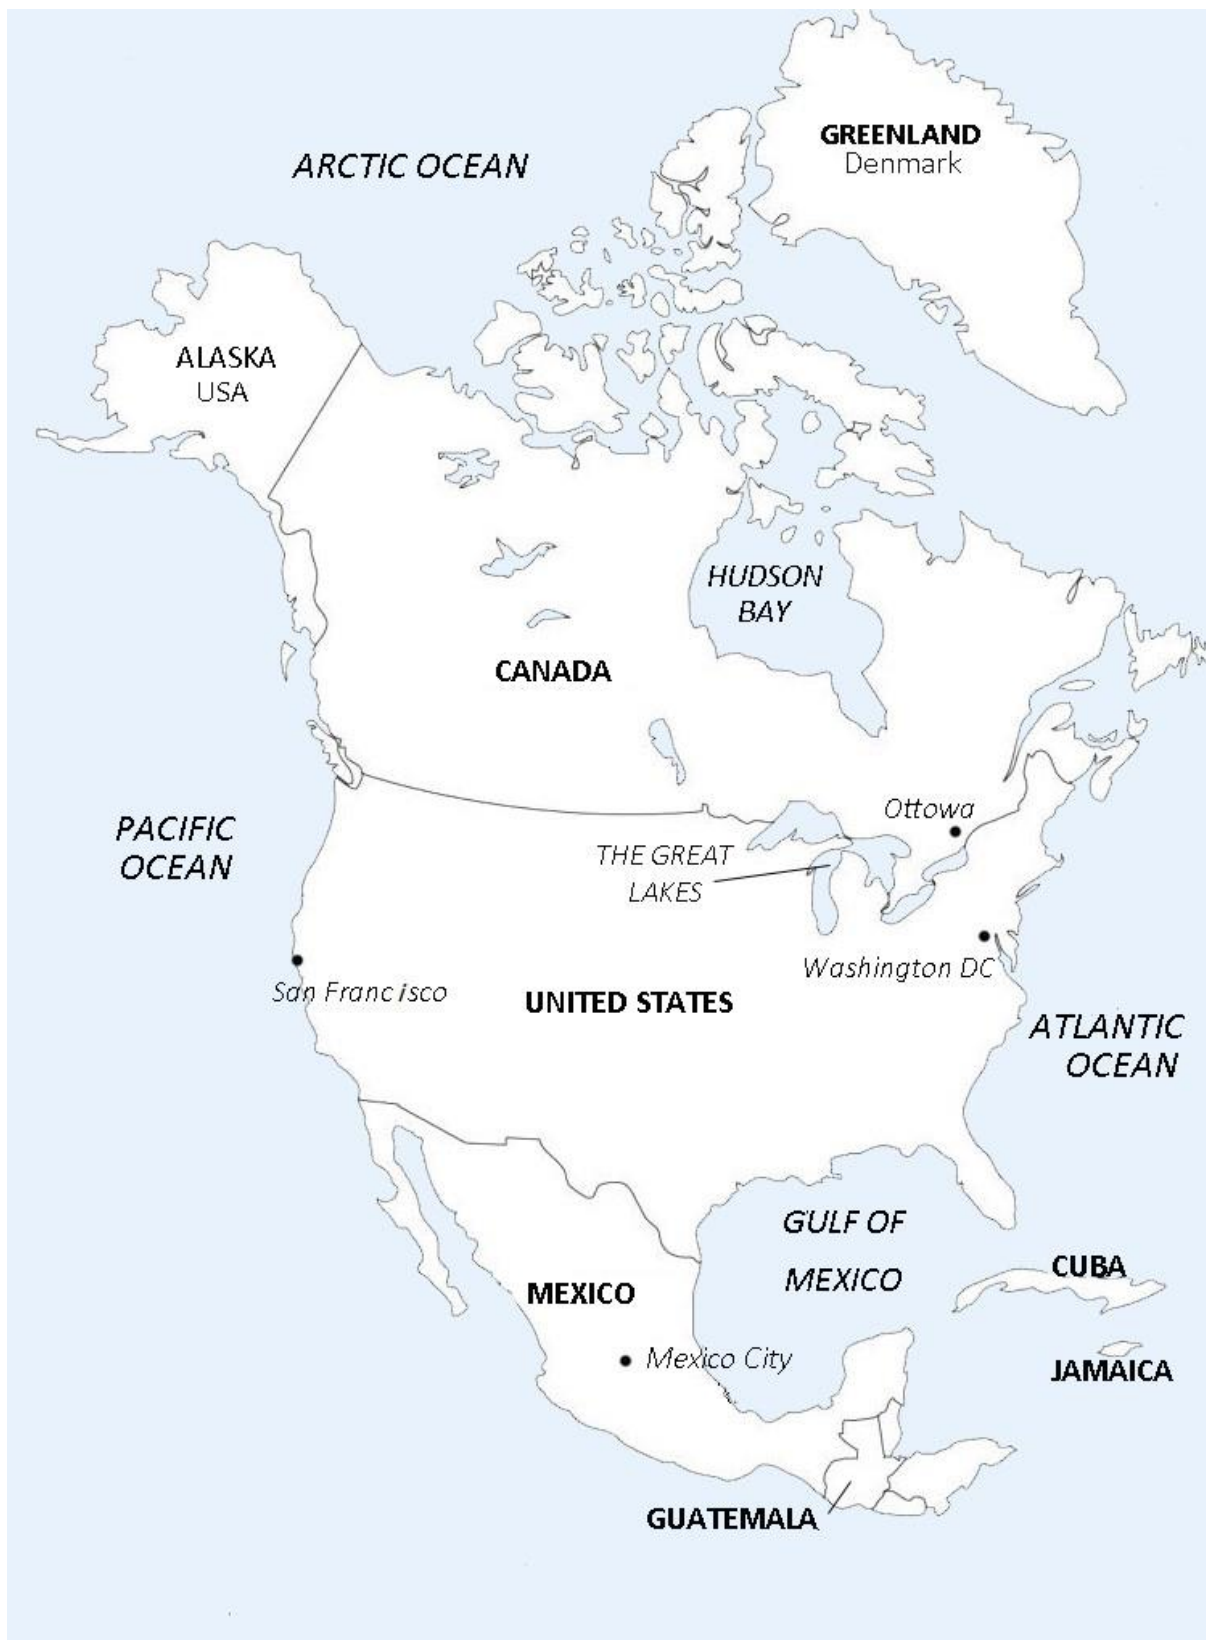 GREENLAND
Denmark
ARCTIC OCEAN
ALASKA
USA
HUDSON
BAY
CANADA
Ottowa
PACIFIC
OCEAN
THE GREAT
LAKES
Washington DC
San Francisco
UNITED STATES
ATLANTIC
OCEAN
GULF OF
MEXICO
CUBA
MEXICO
Mexico City
JAMAICA
GUATEMALA